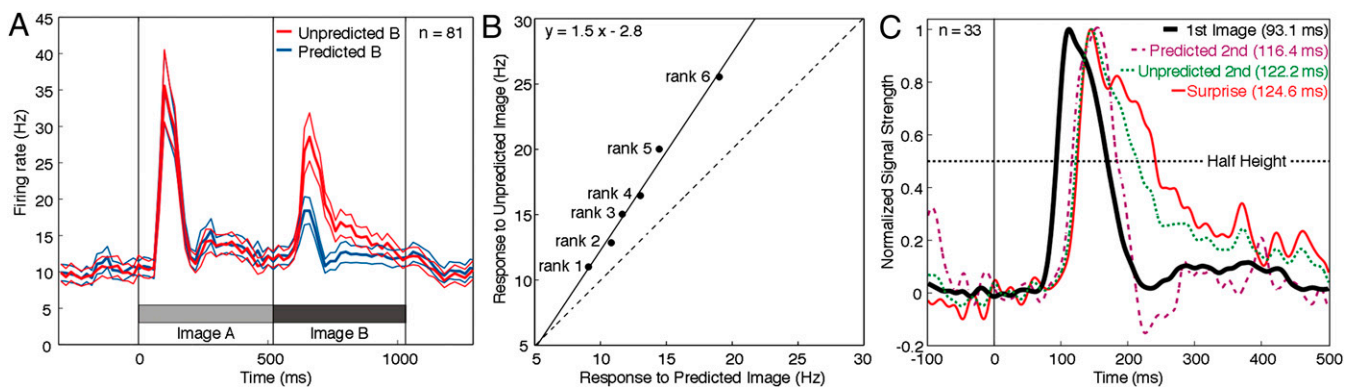 A
45
40
35
30
25
20
15
10
5
0
Firing rate (Hz)
Unpredicted B
Predicted B
n = 81
Image A
Image B
0
500
1000
Time (ms)
B
30
25
20
15
10
5
Response to Unpredicted Image (Hz)
y = 1.5 x - 2.8
rank 6
rank 5
rank 4
rank 3
rank 2
rank 1
5
10
15
20
25
30
Response to Predicted Image (Hz)
C
1
0.8
0.6
0.4
0.2
0
-0.2
Normalized Signal Strength
n = 33
1st Image (93.1 ms)
Predicted 2nd (116.4 ms)
Unpredicted 2nd (122.2 ms)
Surprise (124.6 ms)
Half Height
-100
0
100
200
300
400
500
Time (ms)